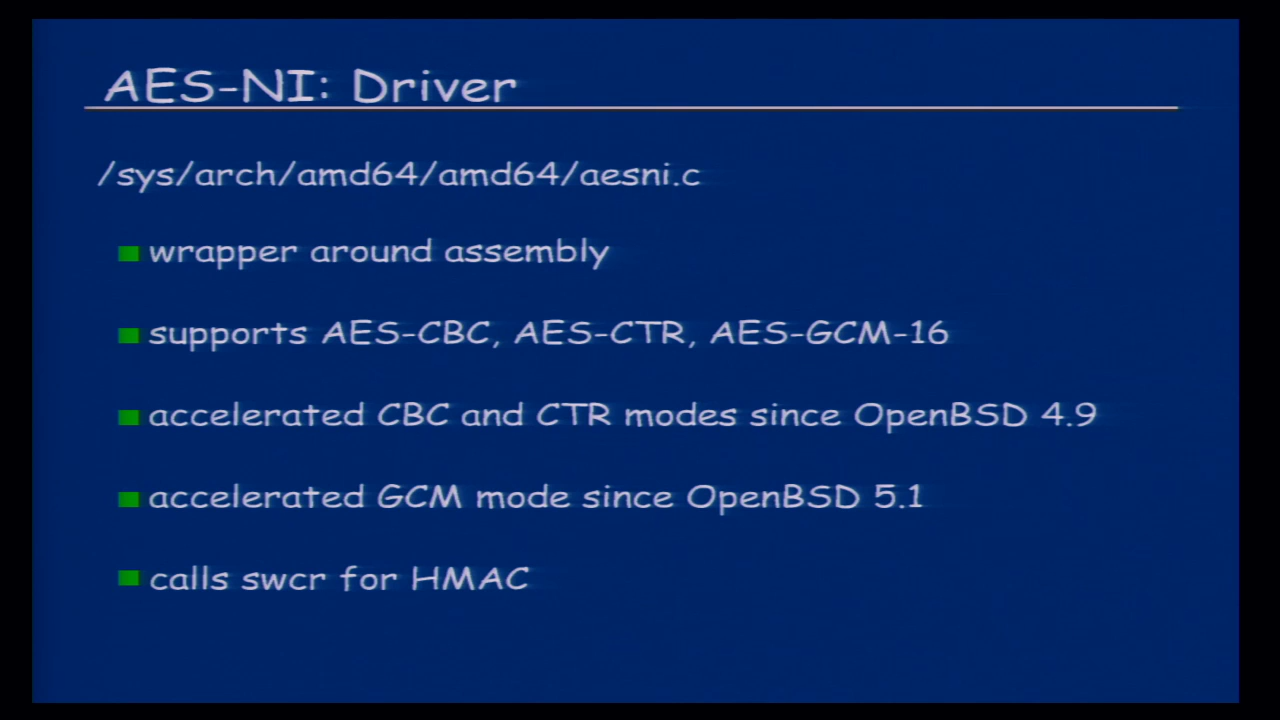 AES-NI: Driver
/sys/arch/amd64/amd64/aesni.c
wrapper around assembly
supports AES-CBC, AES-CTR, AES-GCM-16
accelerated CBC and CTR modes since OpenBSD 4.9
accelerated GCM mode since OpenBSD 5.1
calls swcr for HMAC